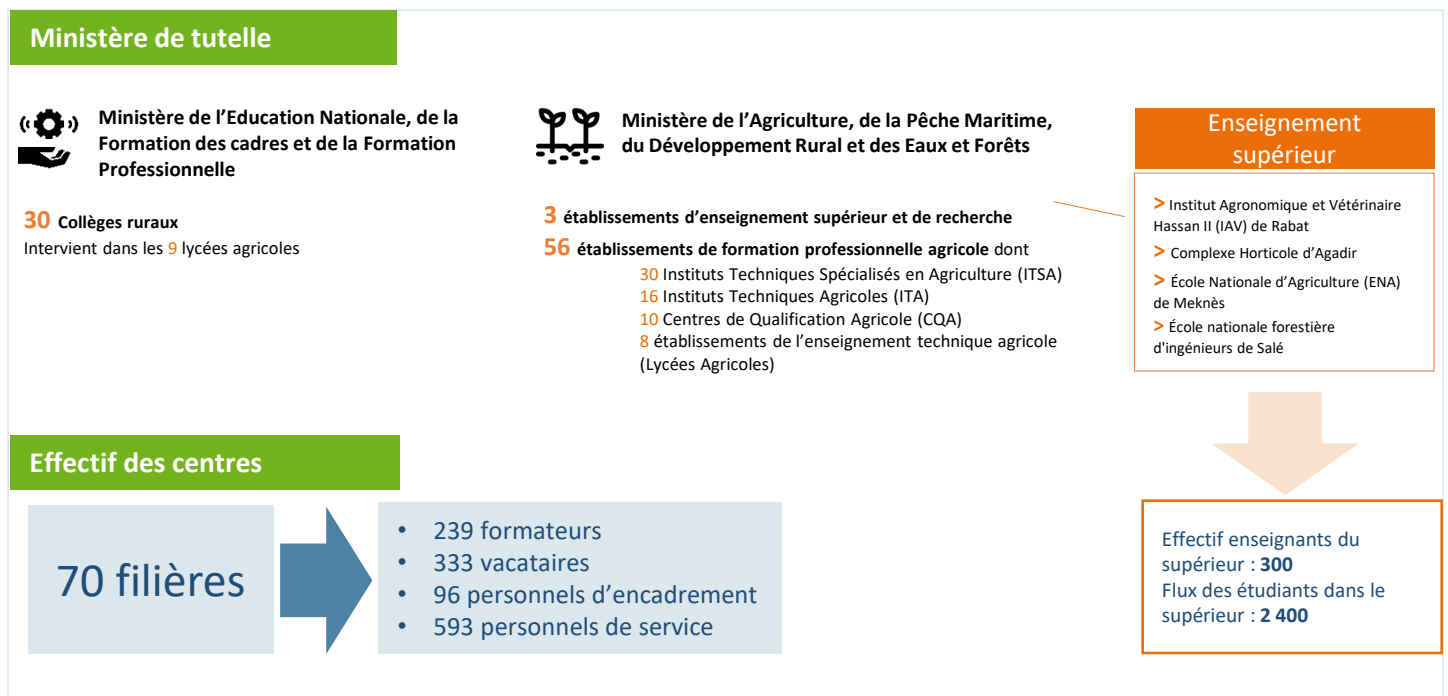 Ministère de tutelle
Ministère de l'Education Nationale, de la
Formation des cadres et de la Formation
Professionnelle
30 Collèges ruraux
Intervient dans les 9 lycées agricoles
Ministère de l'Agriculture, de la Pêche Maritime,
du Développement Rural et des Eaux et Forêts
3 établissements d'enseignement supérieur et de recherche
56 établissements de formation professionnelle agricole dont
30 Instituts Techniques Spécialisés en Agriculture (ITSA)
16 Instituts Techniques Agricoles (ITA)
10 Centres de Qualification Agricole (CQA)
8 établissements de l'enseignement technique agricole
(Lycées Agricoles)
Enseignement
supérieur
> Institut Agronomique et Vétérinaire
Hassan II (IAV) de Rabat
> Complexe Horticole d'Agadir
> École Nationale d'Agriculture (ENA)
de Meknès
> École nationale forestière
d'ingénieurs de Salé
Effectif des centres
70 filières
• 239 formateurs
• 333 vacataires
• 96 personnels d'encadrement
• 593 personnels de service
Effectif enseignants du
supérieur : 300
Flux des étudiants dans le
supérieur : 2 400